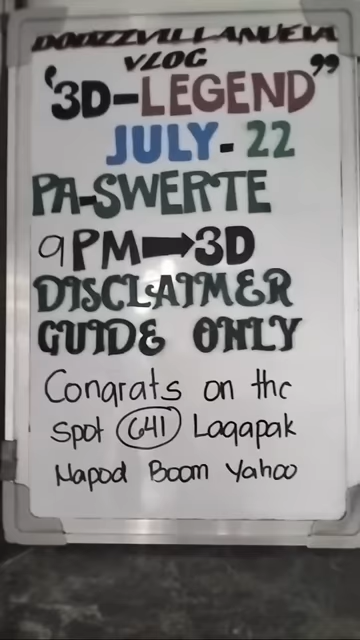 DODZZVILLANUEVA
VLOG
"3D-LEGEND"
JULY-22
PA-SWERTE
9PM➡3D
DISCLAIMER
GUIDE ONLY
Congrats on the
Spot 641 Lagapak
Napod Boom Yahoo